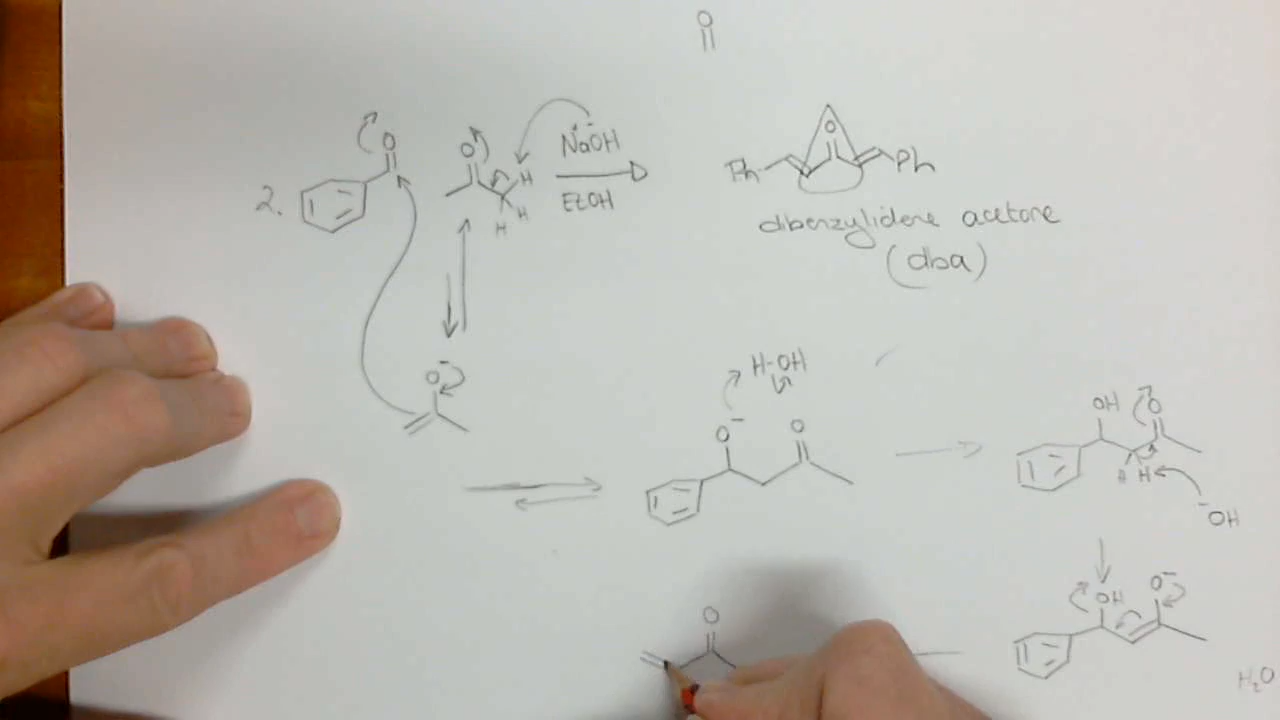 O
2.
O
O
H
H
H
NaOH
EtOH
O
Ph
Ph
dibenzylidene acetone
(dba)
O⁻
H-OH
O⁻
O
OH
O
H
H
⁻OH
OH
O⁻
O
H₂O